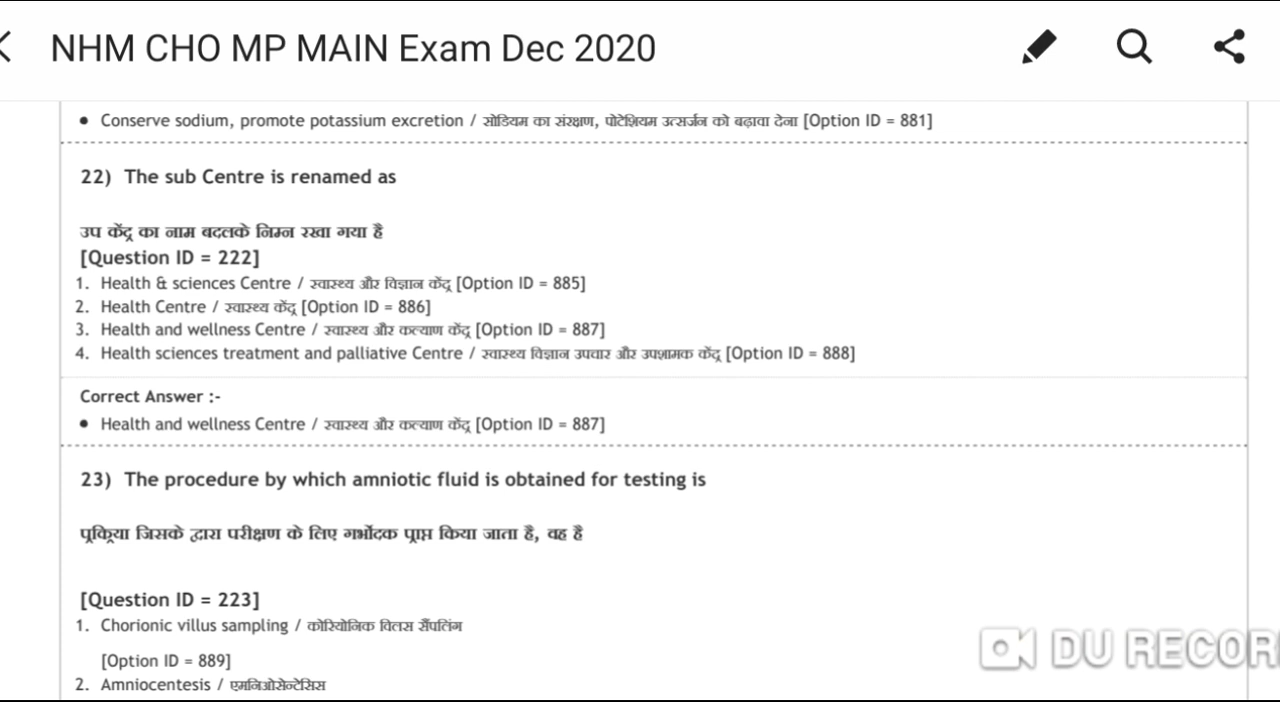 NHM CHO MP MAIN Exam Dec 2020
• Conserve sodium, promote potassium excretion / सोडियम का संरक्षण, पोटेशियम उत्सर्जन को बढ़ावा देना [Option ID = 881]
22) The sub Centre is renamed as
उप केंद्र का नाम बदलके निम्न रखा गया है
[Question ID = 222]
1. Health & sciences Centre / स्वास्थ्य और विज्ञान केंद्र [Option ID = 885]
2. Health Centre / स्वास्थ्य केंद्र [Option ID = 886]
3. Health and wellness Centre / स्वास्थ्य और कल्याण केंद्र [Option ID = 887]
4. Health sciences treatment and palliative Centre / स्वास्थ्य विज्ञान उपचार और उपशामक केंद्र [Option ID = 888]
Correct Answer :-
• Health and wellness Centre / स्वास्थ्य और कल्याण केंद्र [Option ID = 887]
23) The procedure by which amniotic fluid is obtained for testing is
प्रक्रिया जिसके द्वारा परीक्षण के लिए गर्भोदक प्राप्त किया जाता है, वह है
[Question ID = 223]
1. Chorionic villus sampling / कोरियोनिक विलस सैंपलिंग
[Option ID = 889]
2. Amniocentesis / एमनिओसेन्टेसिस
DU RECOR